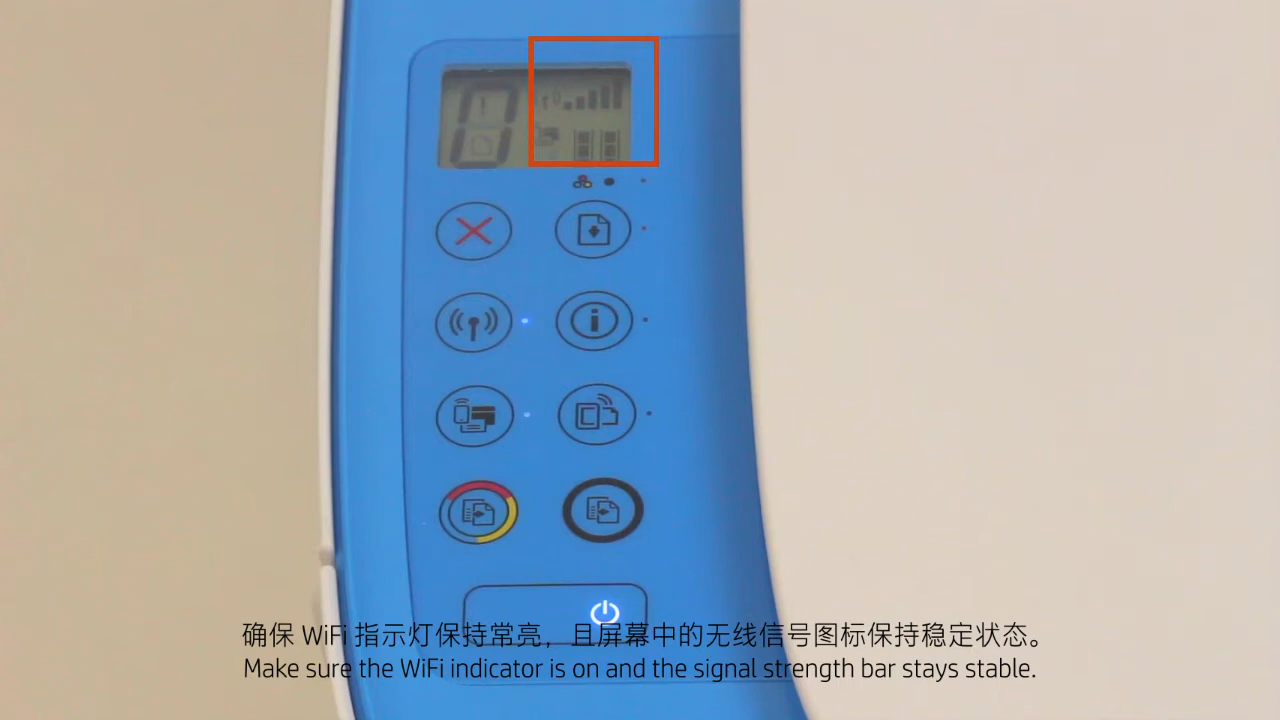 0
确保 WiFi 指示灯保持常亮，且屏幕中的无线信号图标保持稳定状态。
Make sure the WiFi indicator is on and the signal strength bar stays stable.